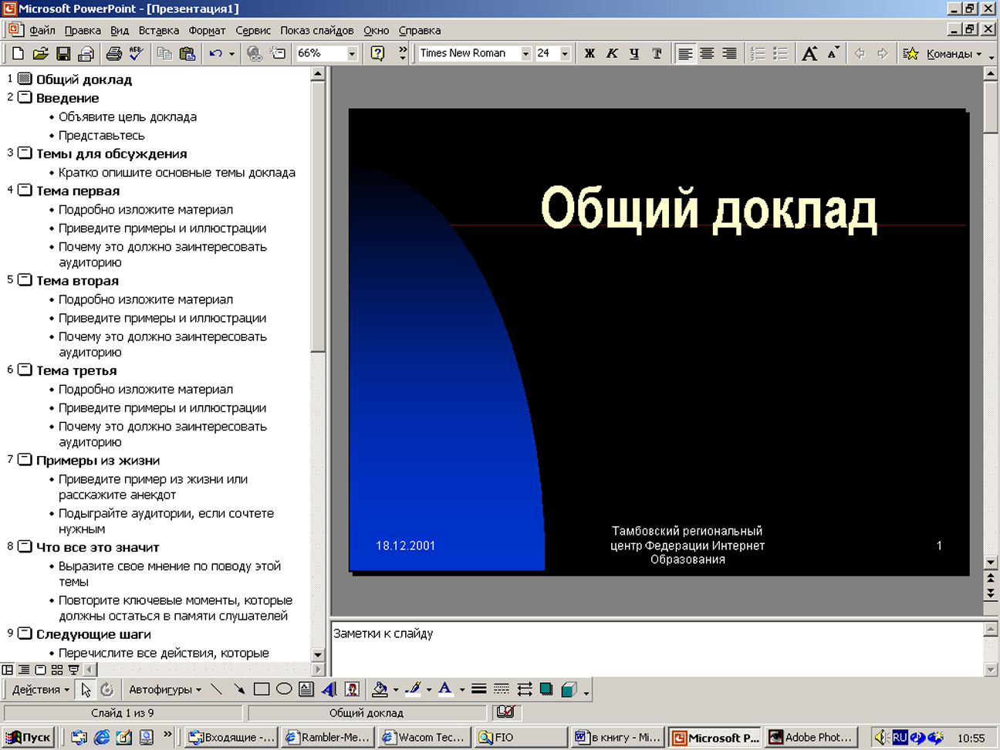 Microsoft PowerPoint - [Презентация1]
Файл Правка Вид Вставка Формат Сервис Показ слайдов Окно Справка
66% Times New Roman 24 Ж К Ч Т А А Команды
1 Общий доклад
2 Введение
• Объявите цель доклада
• Представьтесь
3 Темы для обсуждения
• Кратко опишите основные темы доклада
4 Тема первая
• Подробно изложите материал
• Приведите примеры и иллюстрации
• Почему это должно заинтересовать
аудиторию
5 Тема вторая
• Подробно изложите материал
• Приведите примеры и иллюстрации
• Почему это должно заинтересовать
аудиторию
6 Тема третья
• Подробно изложите материал
• Приведите примеры и иллюстрации
• Почему это должно заинтересовать
аудиторию
7 Примеры из жизни
• Приведите пример из жизни или
расскажите анекдот
• Подыграйте аудитории, если сочтете
нужным
8 Что все это значит
• Выразите свое мнение по поводу этой
темы
• Повторите ключевые моменты, которые
должны остаться в памяти слушателей
9 Следующие шаги
• Перечислите все действия, которые
Общий доклад
18.12.2001
Тамбовский региональный
центр Федерации Интернет
Образования
1
Заметки к слайду
Действия Автофигуры
Слайд 1 из 9 Общий доклад
Пуск Входящие -... Rambler-Me... Wacom Tec... FIO в книгу - Mi... Microsoft P... Adobe Phot... RU 10:55